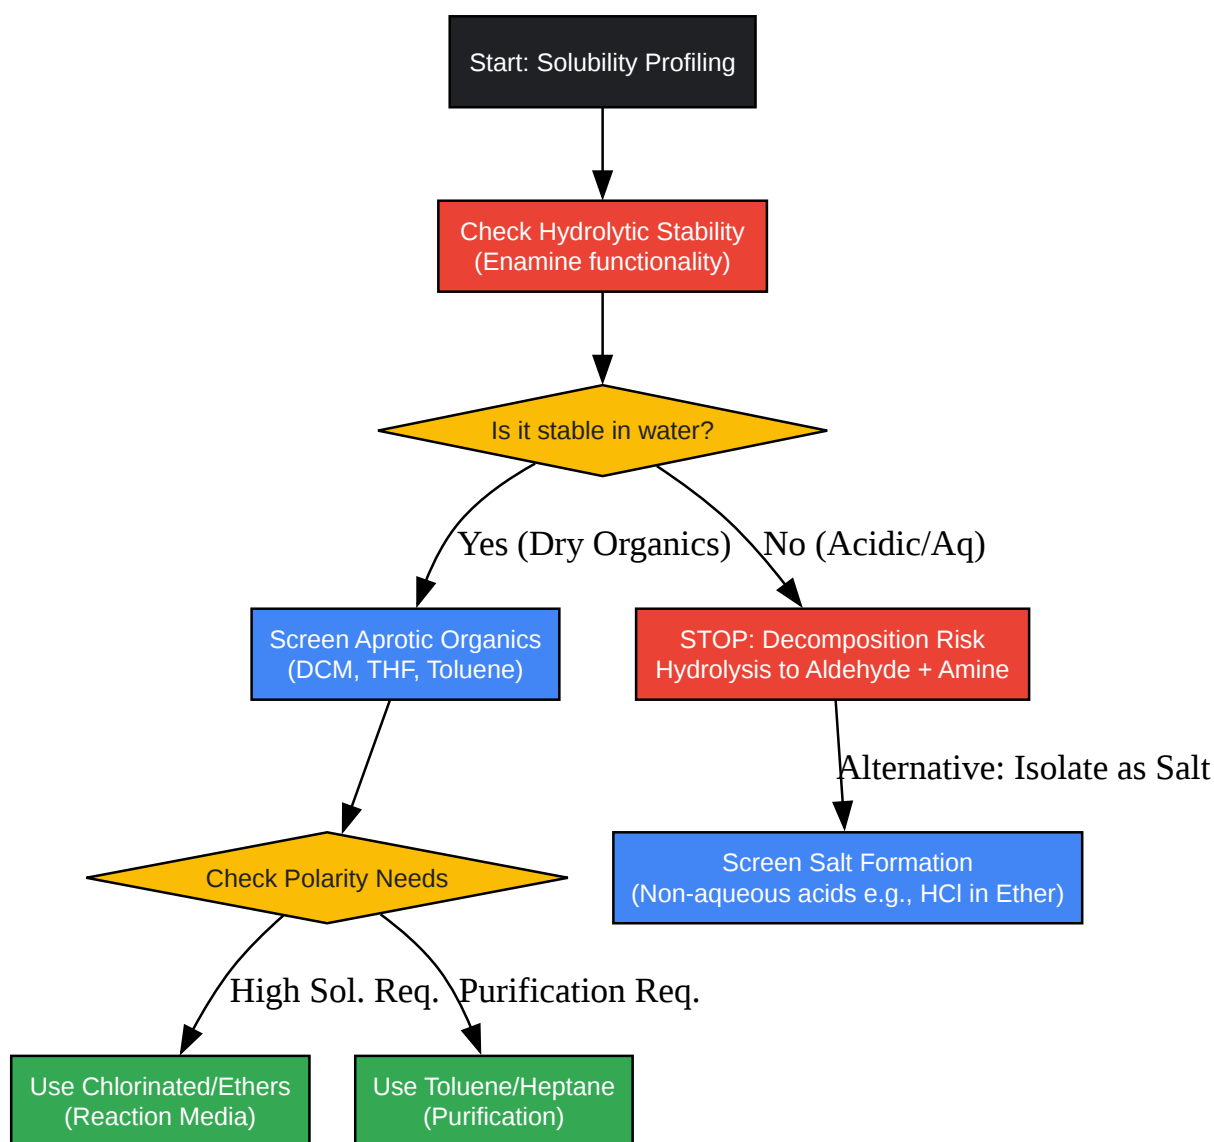 Start: Solubility Profiling
Check Hydrolytic Stability
(Enamine functionality)
Is it stable in water?
Yes (Dry Organics)
No (Acidic/Aq)
Screen Aprotic Organics
(DCM, THF, Toluene)
STOP: Decomposition Risk
Hydrolysis to Aldehyde + Amine
Alternative: Isolate as Salt
Check Polarity Needs
Screen Salt Formation
(Non-aqueous acids e.g., HCl in Ether)
High Sol. Req.
Purification Req.
Use Chlorinated/Ethers
(Reaction Media)
Use Toluene/Heptane
(Purification)